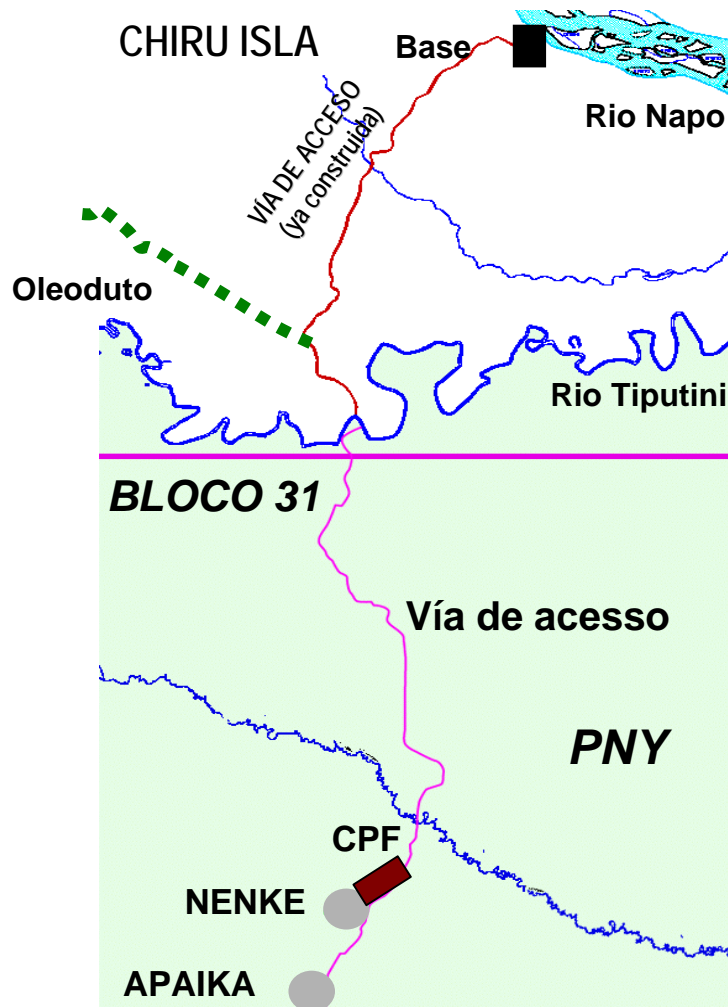 CHIRU ISLA
Base
Rio Napo
VÍA DE ACCESO
(ya construida)
Oleoduto
Rio Tiputini
BLOCO 31
Vía de acesso
PNY
CPF
NENKE
APAIKA